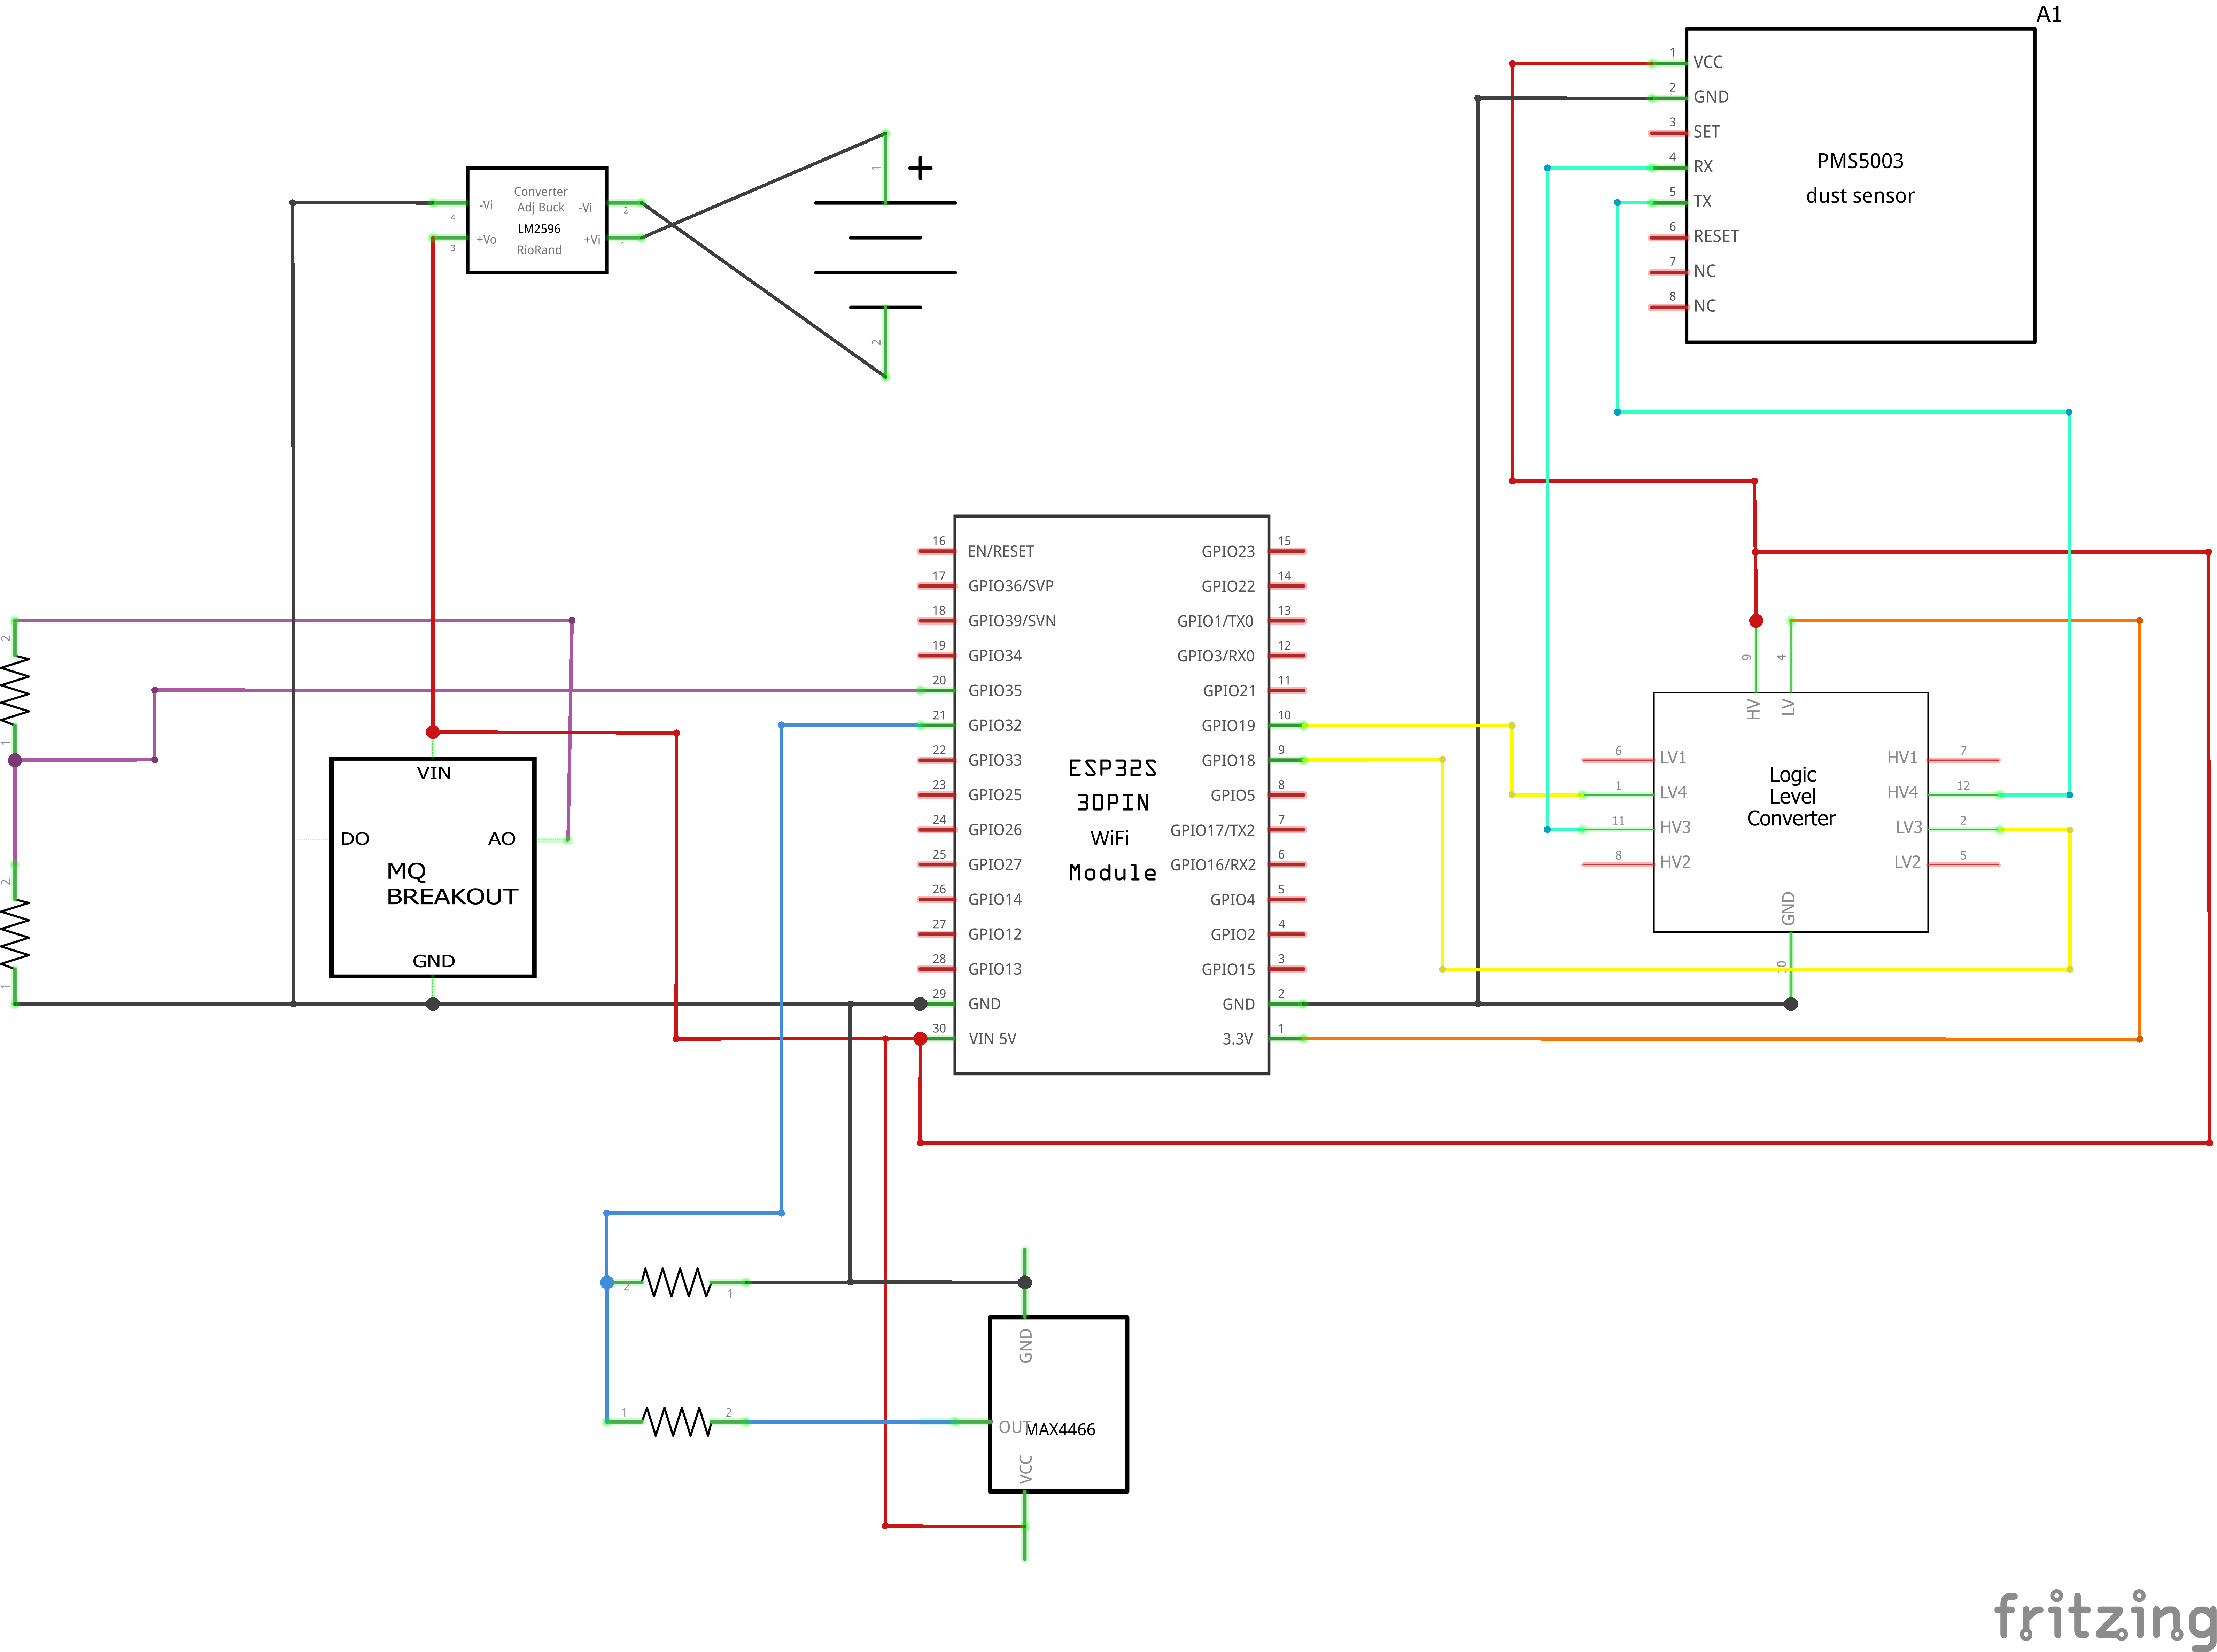 A1
1
VCC
2
GND
3
SET
4
RX
5
TX
6
RESET
7
NC
8
NC
PMS5003
dust sensor
Converter
Adj Buck
LM2596
RioRand
-Vi
4
+Vo
3
-Vi
2
+Vi
1
1
+
2
2
1
2
1
VIN
DO
AO
MQ
BREAKOUT
GND
16
EN/RESET
17
GPIO36/SVP
18
GPIO39/SVN
19
GPIO34
20
GPIO35
21
GPIO32
22
GPIO33
23
GPIO25
24
GPIO26
25
GPIO27
26
GPIO14
27
GPIO12
28
GPIO13
29
GND
30
VIN 5V
ESP32S
30PIN
WiFi
Module
15
GPIO23
14
GPIO22
13
GPIO1/TX0
12
GPIO3/RX0
11
GPIO21
10
GPIO19
9
GPIO18
8
GPIO5
7
GPIO17/TX2
6
GPIO16/RX2
5
GPIO4
4
GPIO2
3
GPIO15
2
GND
1
3.3V
9
4
HV
LV
6
LV1
1
LV4
11
HV3
8
HV2
Logic
Level
Converter
HV1
7
HV4
12
LV3
2
LV2
5
GND
10
2
1
1
2
GND
OUT
MAX4466
VCC
fritzing